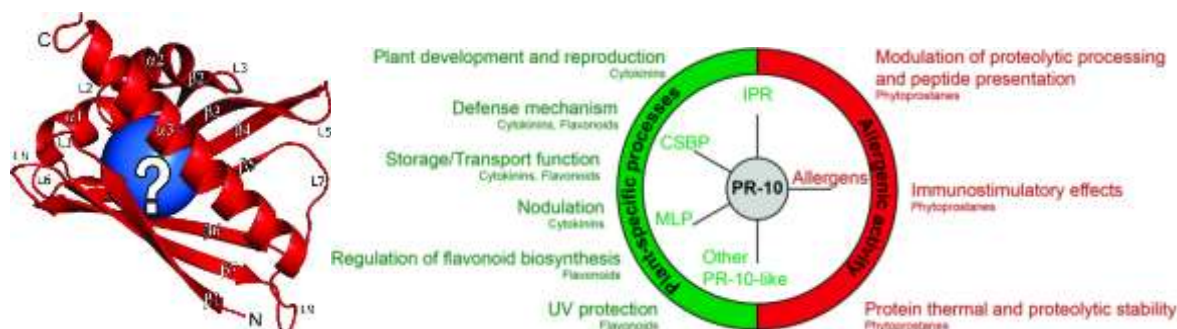 C
α2
β2
L3
L2
α1
β3
β4
α3
L5
L4
L6
L7
?
β6
β7
β1
N
L9
Plant development and reproduction
Cytokinins
Defense mechanism
Cytokinins, Flavonoids
Storage/Transport function
Cytokinins, Flavonoids
Nodulation
Cytokinins
Regulation of flavonoid biosynthesis
Flavonoids
UV protection
Flavonoids
Plant-specific processes
IPR
CSBP
PR-10
Allergens
MLP
Other
PR-10-like
Allergenic activity
Modulation of proteolytic processing
and peptide presentation
Phytoprostanes
Immunostimulatory effects
Phytoprostanes
Protein thermal and proteolytic stability
Phytoprostanes